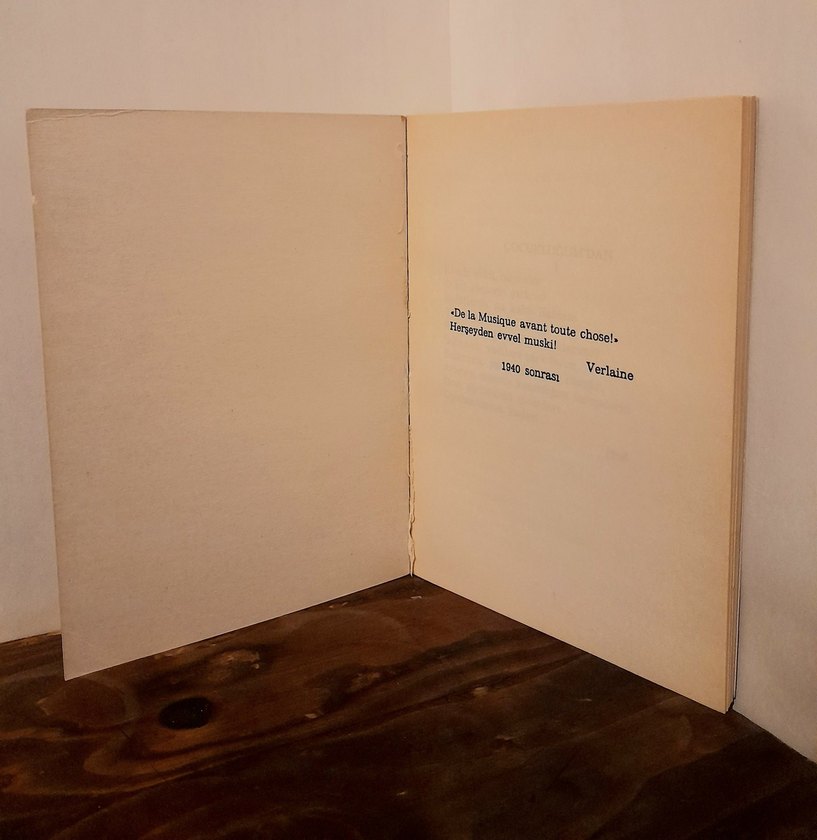 «De la Musique avant toute chose!»
Herşeyden evvel muski!
Verlaine
1940 sonrası